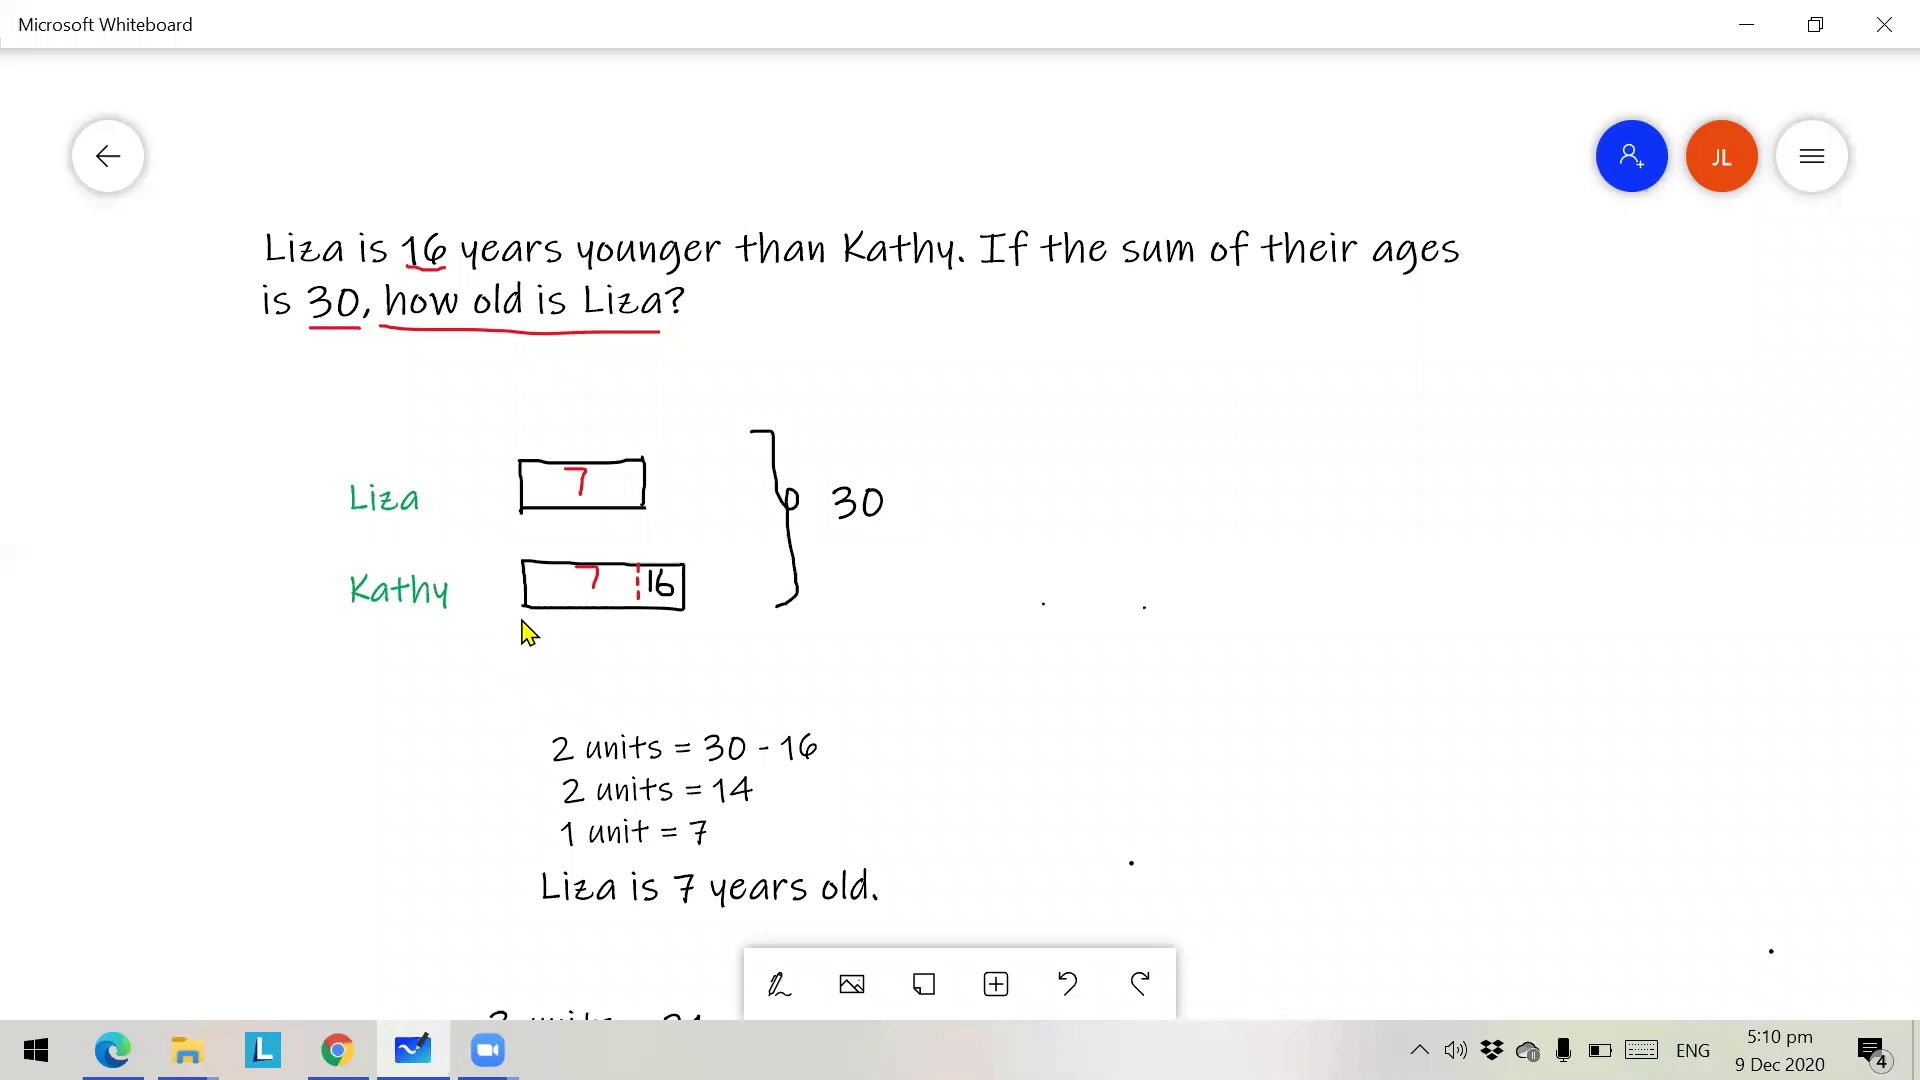 Microsoft Whiteboard
JL
Liza is 16 years younger than Kathy. If the sum of their ages
is 30, how old is Liza?
Liza 7
30
Kathy 7 16
2 units = 30 - 16
2 units = 14
1 unit = 7
Liza is 7 years old.
L
ENG
5:10 pm
9 Dec 2020
4